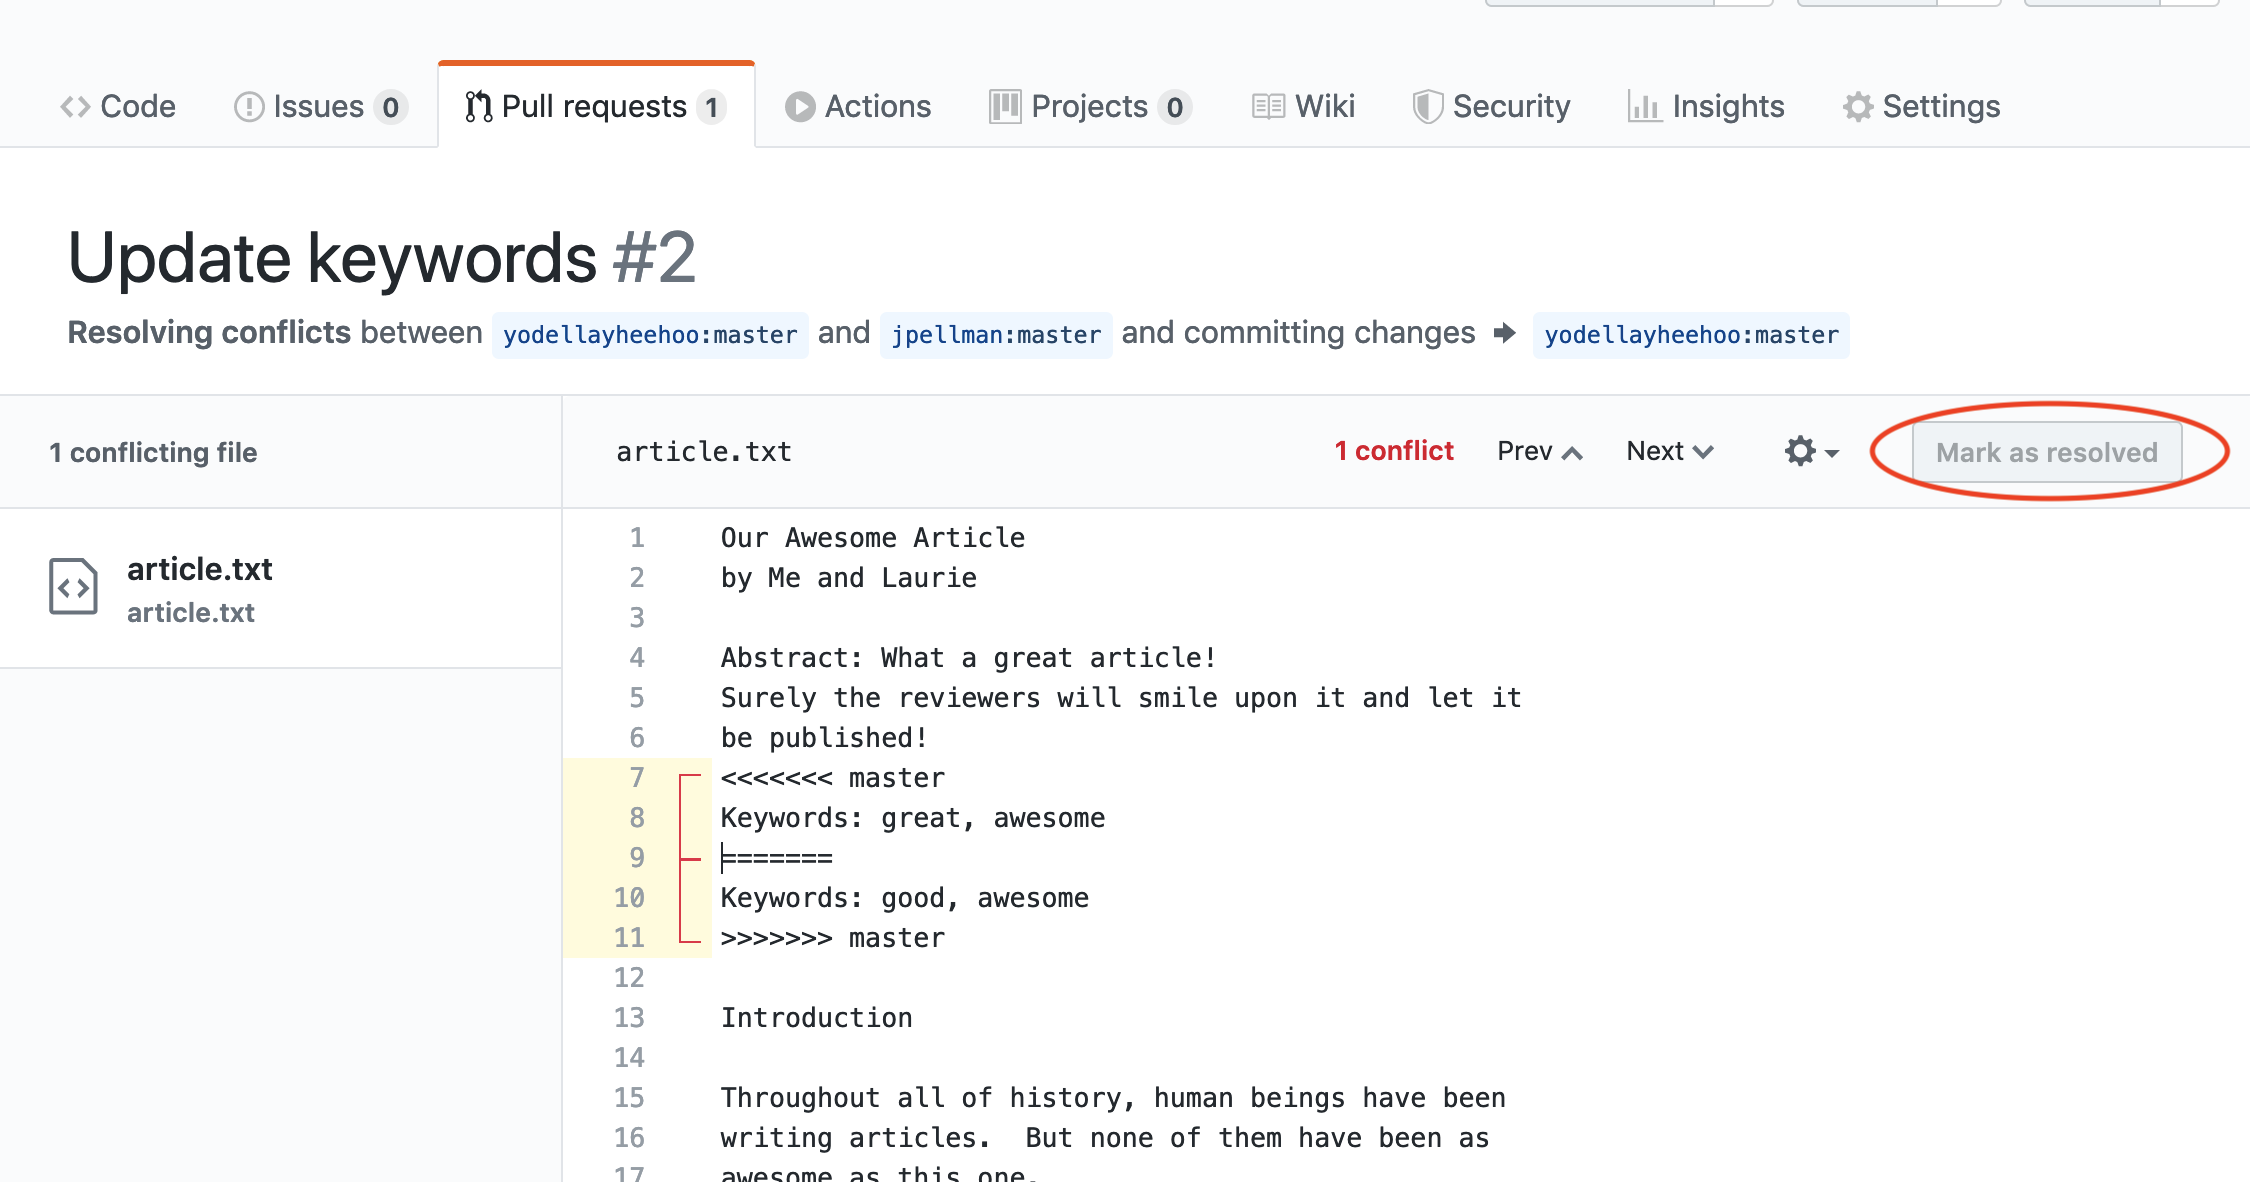 Code Issues 0 Pull requests 1 Actions Projects 0 Wiki Security Insights Settings
Update keywords #2
Resolving conflicts between yodellayheehoo:master and jpellman:master and committing changes → yodellayheehoo:master
1 conflicting file
article.txt
article.txt
article.txt 1 conflict Prev Next Mark as resolved
1 Our Awesome Article
2 by Me and Laurie
3
4 Abstract: What a great article!
5 Surely the reviewers will smile upon it and let it
6 be published!
7 <<<<<<< master
8 Keywords: great, awesome
9 =======
10 Keywords: good, awesome
11 >>>>>>> master
12
13 Introduction
14
15 Throughout all of history, human beings have been
16 writing articles.  But none of them have been as
17 awesome as this one.